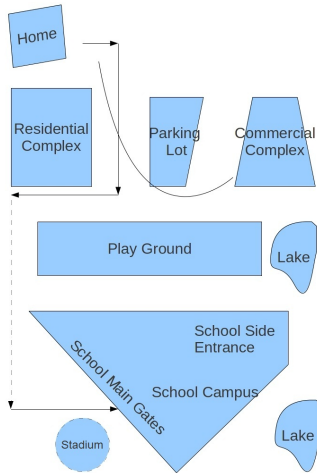 Home
Residential
Complex
Parking
Lot
Commercial
Complex
Play Ground
Lake
School Side
Entrance
School Main Gates
School Campus
Stadium
Lake